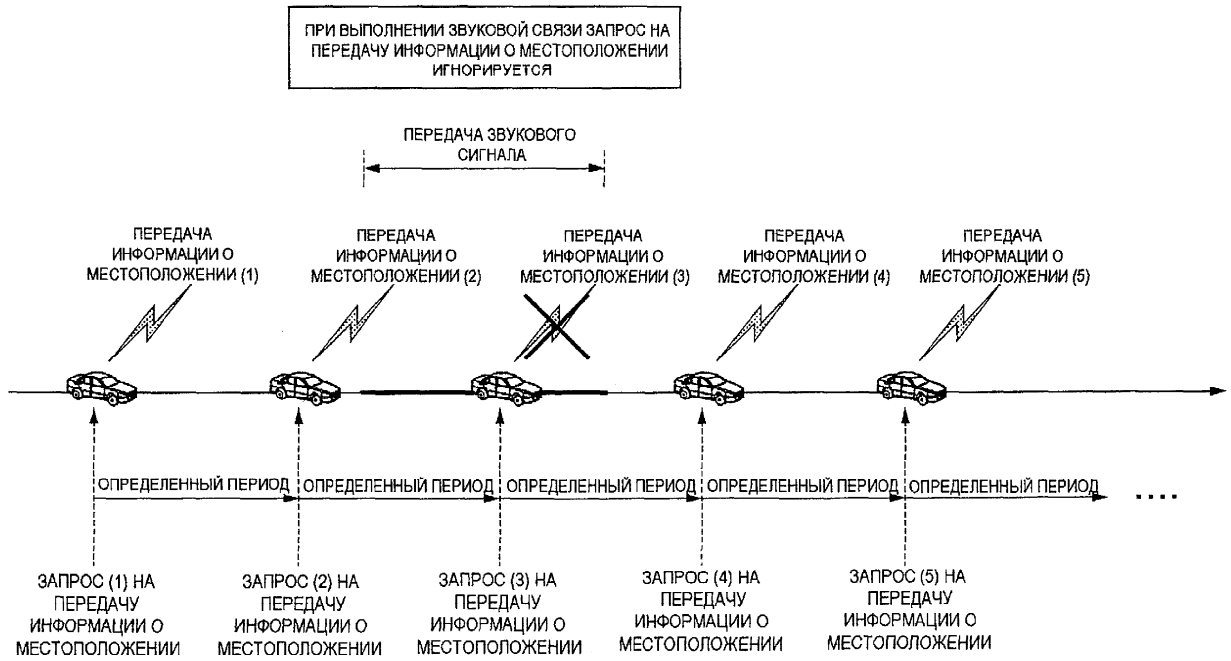 ПРИ ВЫПОЛНЕНИИ ЗВУКОВОЙ СВЯЗИ ЗАПРОС НА
ПЕРЕДАЧУ ИНФОРМАЦИИ О МЕСТОПОЛОЖЕНИИ
ИГНОРИРУЕТСЯ
ПЕРЕДАЧА ЗВУКОВОГО
СИГНАЛА
ПЕРЕДАЧА
ИНФОРМАЦИИ О
МЕСТОПОЛОЖЕНИИ (1)
ПЕРЕДАЧА
ИНФОРМАЦИИ О
МЕСТОПОЛОЖЕНИИ (2)
ПЕРЕДАЧА
ИНФОРМАЦИИ О
МЕСТОПОЛОЖЕНИИ (3)
ПЕРЕДАЧА
ИНФОРМАЦИИ О
МЕСТОПОЛОЖЕНИИ (4)
ПЕРЕДАЧА
ИНФОРМАЦИИ О
МЕСТОПОЛОЖЕНИИ (5)
ОПРЕДЕЛЕННЫЙ ПЕРИОД
ОПРЕДЕЛЕННЫЙ ПЕРИОД
ОПРЕДЕЛЕННЫЙ ПЕРИОД
ОПРЕДЕЛЕННЫЙ ПЕРИОД
ОПРЕДЕЛЕННЫЙ ПЕРИОД
....
ЗАПРОС (1) НА
ПЕРЕДАЧУ
ИНФОРМАЦИИ О
МЕСТОПОЛОЖЕНИИ
ЗАПРОС (2) НА
ПЕРЕДАЧУ
ИНФОРМАЦИИ О
МЕСТОПОЛОЖЕНИИ
ЗАПРОС (3) НА
ПЕРЕДАЧУ
ИНФОРМАЦИИ О
МЕСТОПОЛОЖЕНИИ
ЗАПРОС (4) НА
ПЕРЕДАЧУ
ИНФОРМАЦИИ О
МЕСТОПОЛОЖЕНИИ
ЗАПРОС (5) НА
ПЕРЕДАЧУ
ИНФОРМАЦИИ О
МЕСТОПОЛОЖЕНИИ